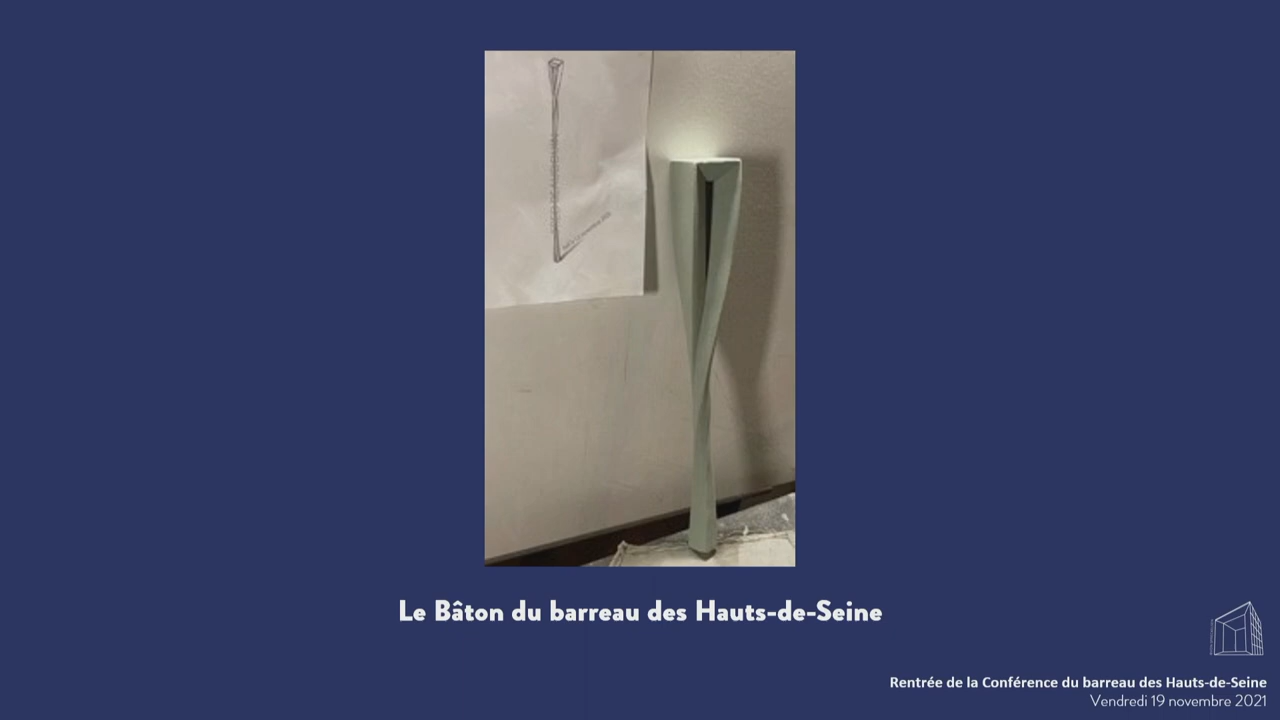 Le Bâton du barreau des Hauts-de-Seine
Rentrée de la Conférence du barreau des Hauts-de-Seine
Vendredi 19 novembre 2021